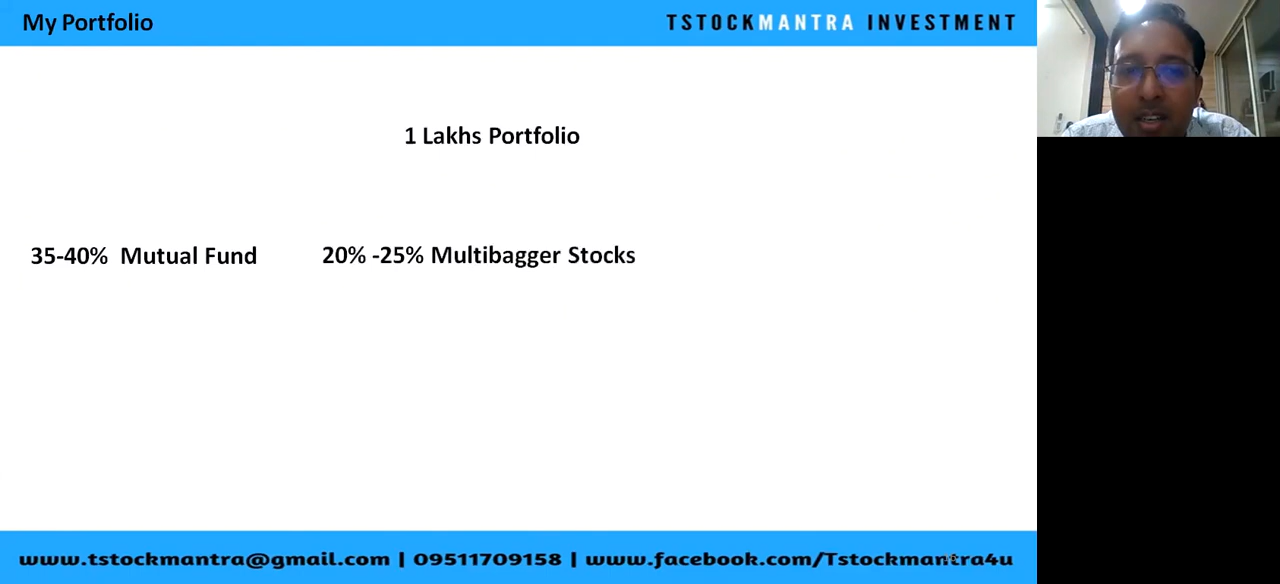 My Portfolio
TSTOCKMANTRA INVESTMENT
1 Lakhs Portfolio
35-40% Mutual Fund
20% -25% Multibagger Stocks
www.tstockmantra@gmail.com | 09511709158 | www.facebook.com/Tstockmantra4u